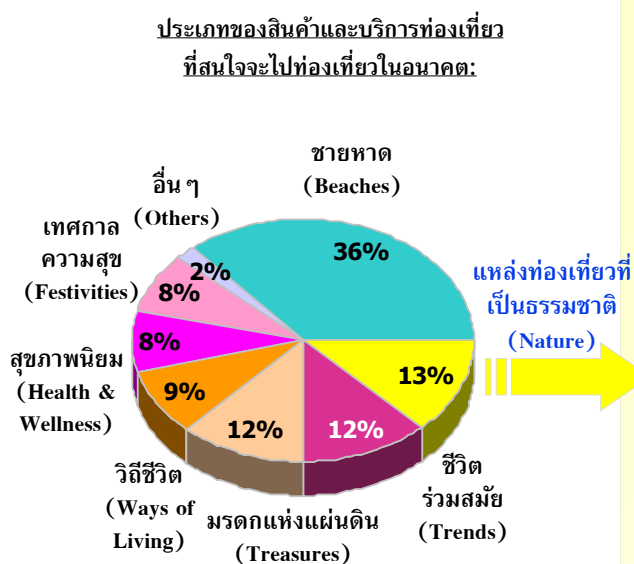 ประเภทของสินค้าและบริการท่องเที่ยว
ที่สนใจจะไปท่องเที่ยวในอนาคต:
ชายหาด
(Beaches)
อื่น ๆ
(Others)
เทศกาล
ความสุข
(Festivities)
สุขภาพนิยม
(Health &
Wellness)
วิถีชีวิต
(Ways of
Living)
มรดกแห่งแผ่นดิน
(Treasures)
ชีวิต
ร่วมสมัย
(Trends)
แหล่งท่องเที่ยวที่
เป็นธรรมชาติ
(Nature)
36%
2%
8%
8%
9%
12%
12%
13%